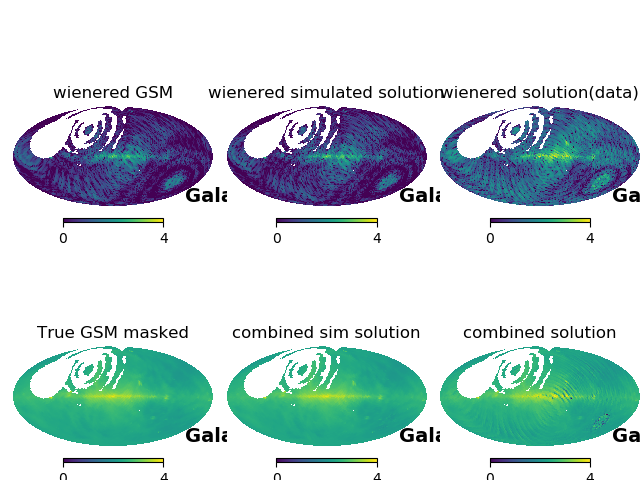 wienered GSM
wienered simulated solution
wienered solution(data)
Gala
Gala
Ga
0 4
0 4
0 4
True GSM masked
combined sim solution
combined solution
Gala
Gala
Ga
0 4
0 4
0 4